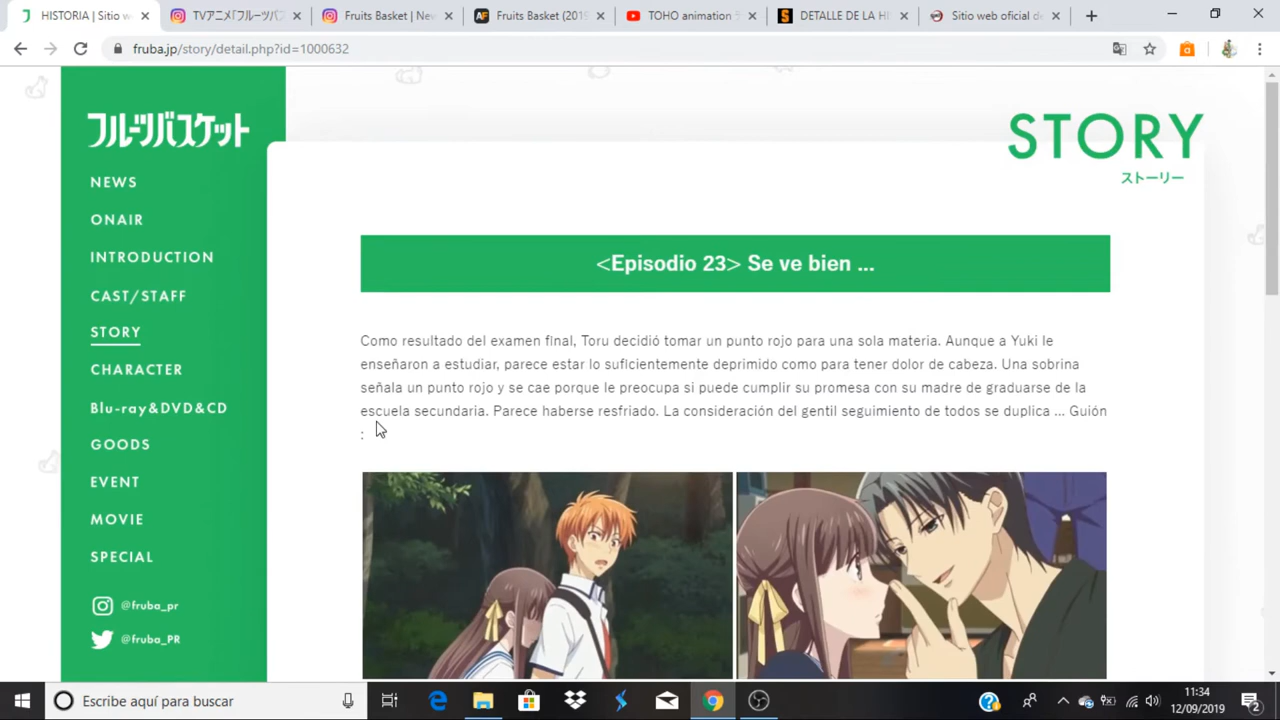 HISTORIA | Sitio w
TVアニメ「フルーツバス
Fruits Basket | Nev
Fruits Basket (2019
TOHO animation
DETALLE DE LA HI
Sitio web oficial de
fruba.jp/story/detail.php?id=1000632
フルーツバスケット
NEWS
ONAIR
INTRODUCTION
CAST/STAFF
STORY
CHARACTER
Blu-ray&DVD&CD
GOODS
EVENT
MOVIE
SPECIAL
@fruba_pr
@fruba_PR
STORY
ストーリー
<Episodio 23> Se ve bien ...
Como resultado del examen final, Toru decidió tomar un punto rojo para una sola materia. Aunque a Yuki le
enseñaron a estudiar, parece estar lo suficientemente deprimido como para tener dolor de cabeza. Una sobrina
señala un punto rojo y se cae porque le preocupa si puede cumplir su promesa con su madre de graduarse de la
escuela secundaria. Parece haberse resfriado. La consideración del gentil seguimiento de todos se duplica ... Guión
:
Escribe aquí para buscar
11:34
12/09/2019
2